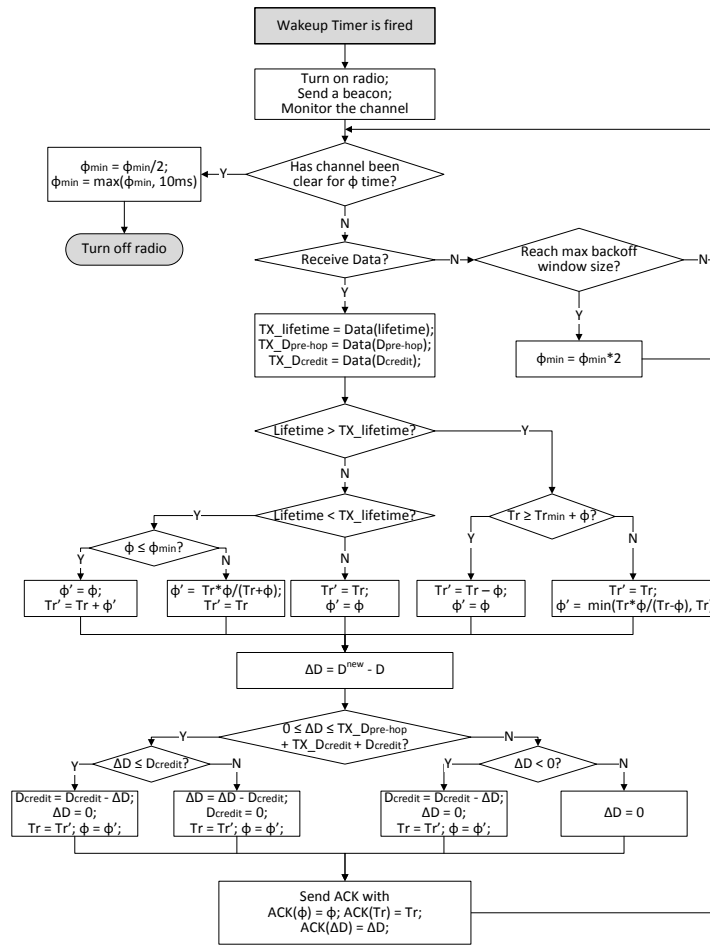 Wakeup Timer is fired
Turn on radio;
Send a beacon;
Monitor the channel
Has channel been
clear for ϕ time?
Y
N
ϕmin = ϕmin/2;
ϕmin = max(ϕmin, 10ms)
Turn off radio
Receive Data?
N
Y
Reach max backoff
window size?
N
Y
ϕmin = ϕmin*2
TX_lifetime = Data(lifetime);
TX_Dpre-hop = Data(Dpre-hop);
TX_Dcredit = Data(Dcredit);
Lifetime > TX_lifetime?
Y
N
Lifetime < TX_lifetime?
Y
N
Tr ≥ Trmin + ϕ?
Y
N
ϕ ≤ ϕmin?
Y
N
ϕ' = ϕ;
Tr' = Tr + ϕ'
ϕ' = Tr*ϕ/(Tr+ϕ);
Tr' = Tr
Tr' = Tr;
ϕ' = ϕ
Tr' = Tr – ϕ;
ϕ' = ϕ
Tr' = Tr;
ϕ' = min(Tr*ϕ/(Tr-ϕ), Tr)
ΔD = Dnew - D
0 ≤ ΔD ≤ TX_Dpre-hop
+ TX_Dcredit + Dcredit?
Y
N
ΔD ≤ Dcredit?
Y
N
ΔD < 0?
Y
N
Dcredit = Dcredit - ΔD;
ΔD = 0;
Tr = Tr'; ϕ = ϕ';
ΔD = ΔD - Dcredit;
Dcredit = 0;
Tr = Tr'; ϕ = ϕ';
Dcredit = Dcredit - ΔD;
ΔD = 0;
Tr = Tr'; ϕ = ϕ';
ΔD = 0
Send ACK with
ACK(ϕ) = ϕ; ACK(Tr) = Tr;
ACK(ΔD) = ΔD;